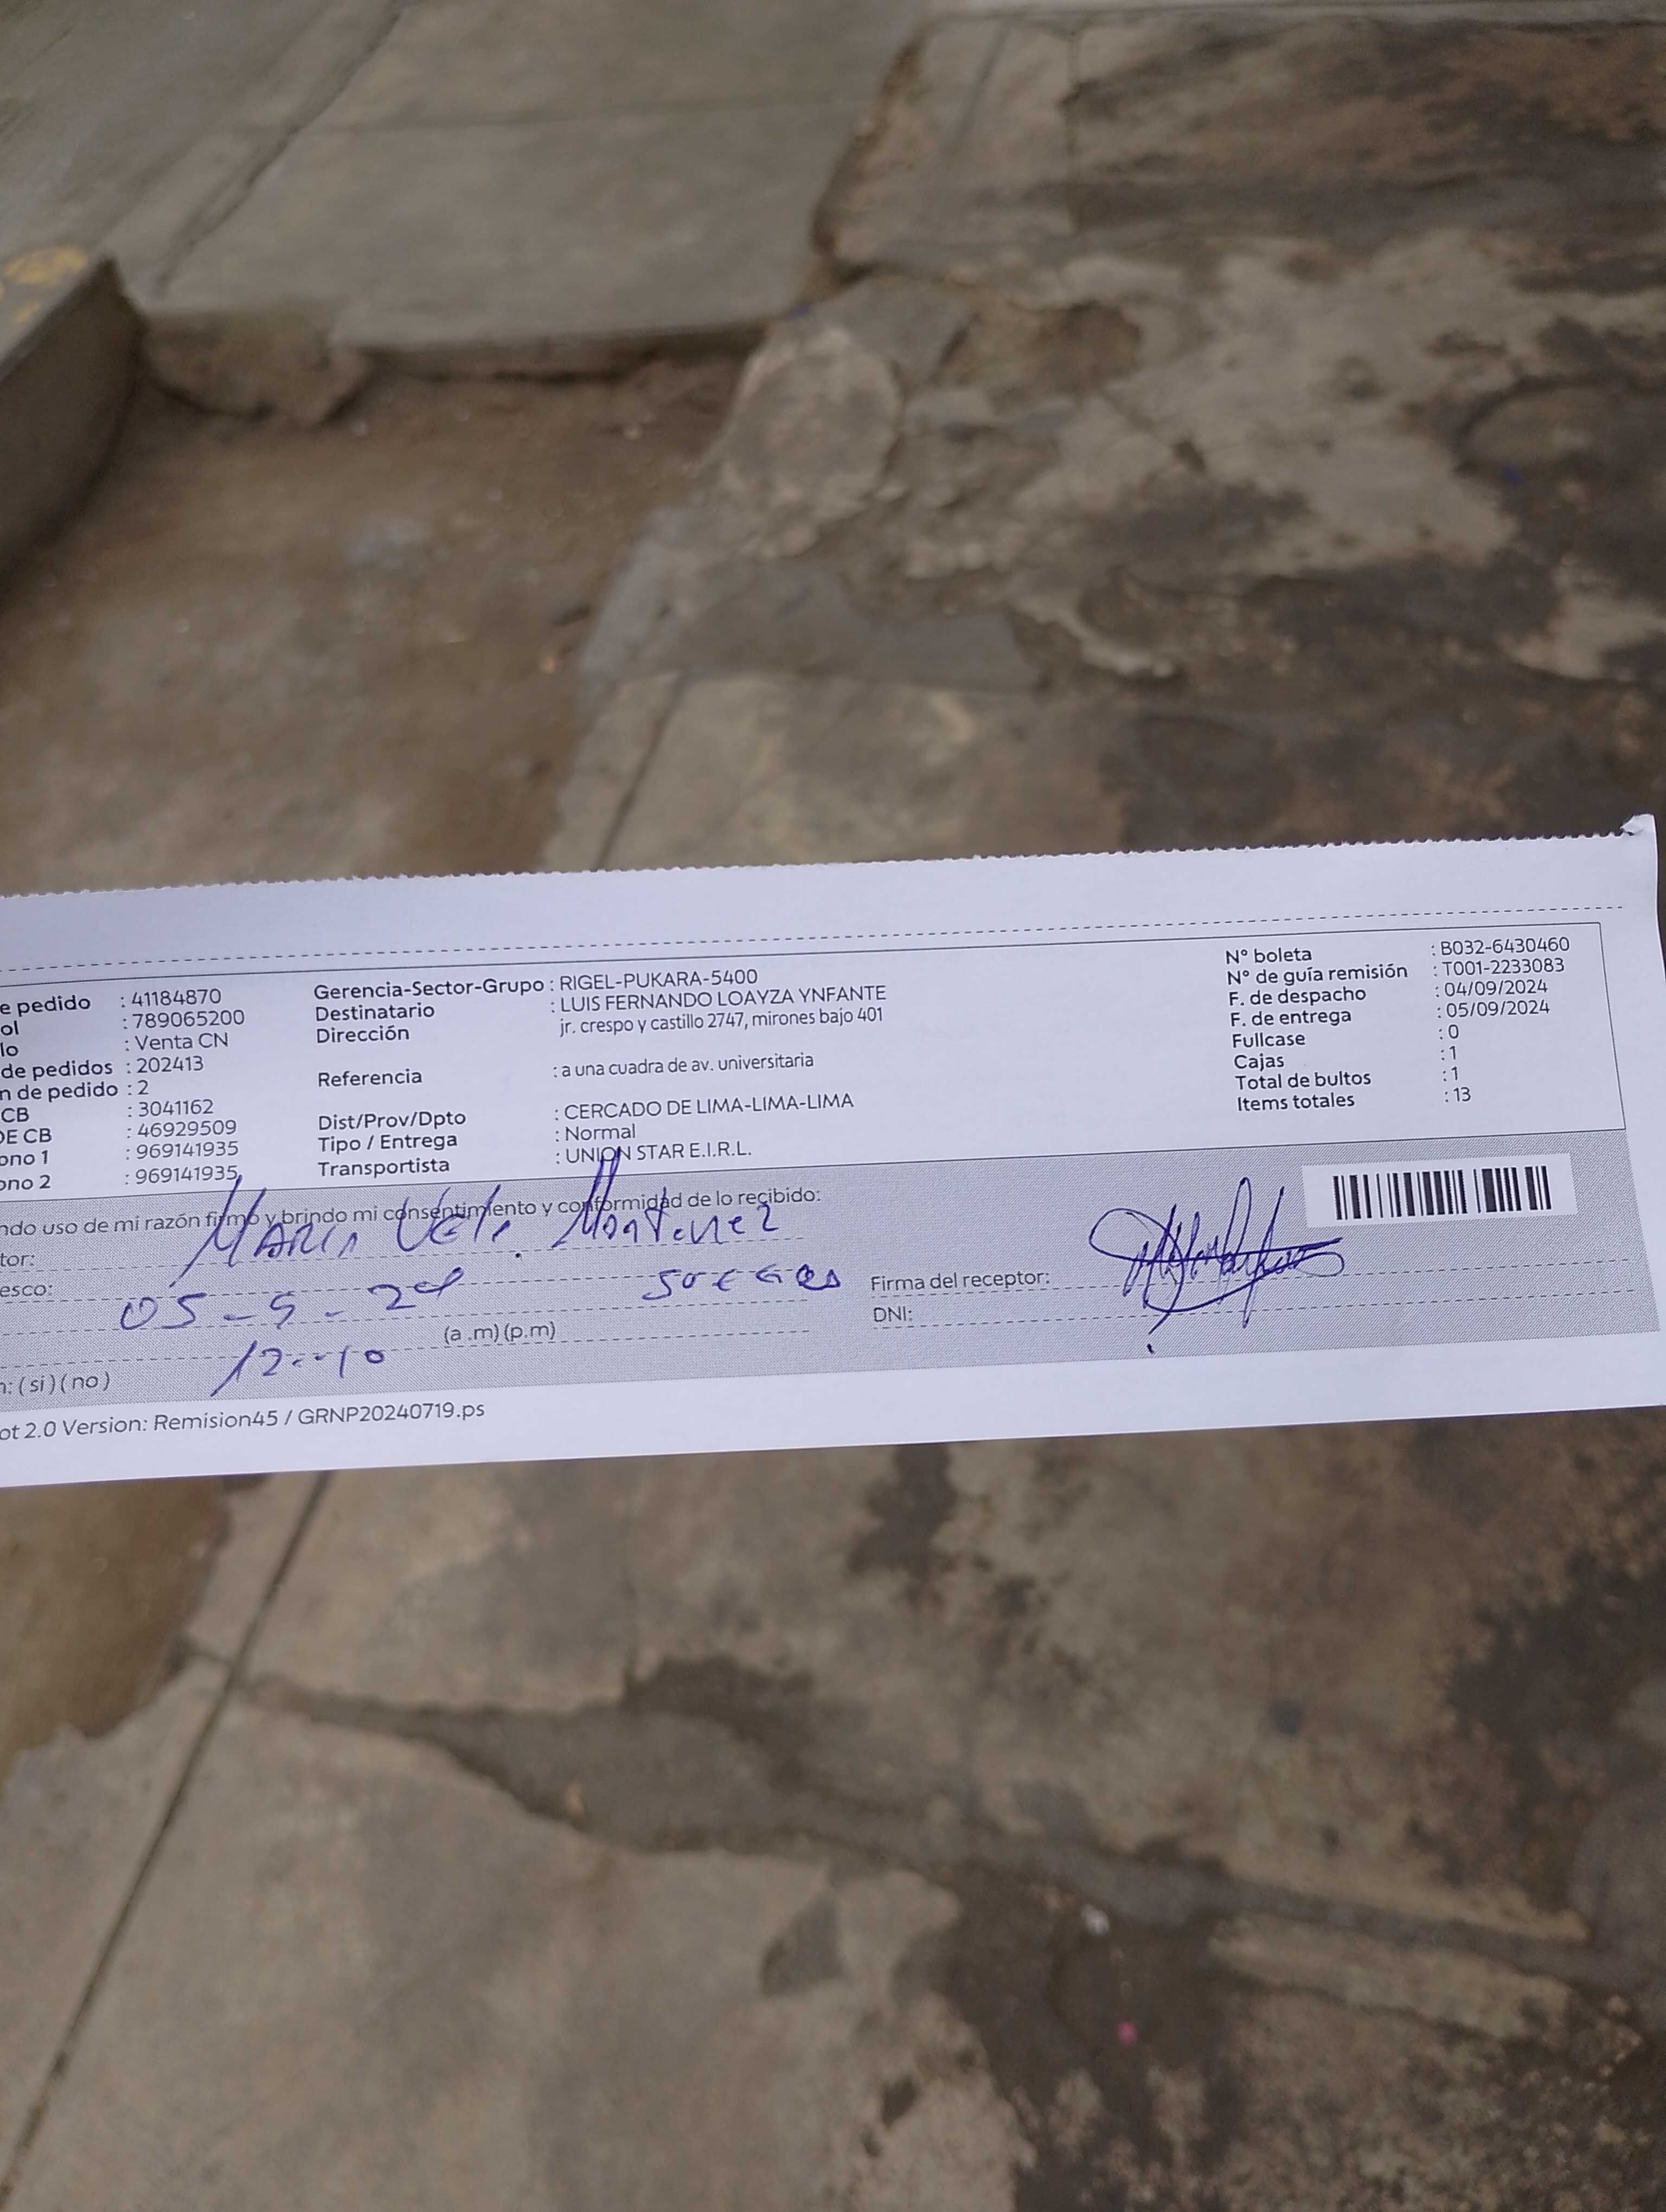 e pedido : 41184870
ol : 789065200
lo : Venta CN
de pedidos : 202413
n de pedido : 2
CB : 3041162
DE CB : 46929509
ono 1 : 969141935
ono 2 : 969141935
Gerencia-Sector-Grupo : RIGEL-PUKARA-5400
Destinatario : LUIS FERNANDO LOAYZA YNFANTE
Dirección jr. crespo y castillo 2747, mirones bajo 401
Referencia : a una cuadra de av. universitaria
Dist/Prov/Dpto : CERCADO DE LIMA-LIMA-LIMA
Tipo / Entrega : Normal
Transportista : UNION STAR E.I.R.L.
N° boleta : B032-6430460
N° de guía remisión : T001-2233083
F. de despacho : 04/09/2024
F. de entrega : 05/09/2024
Fullcase : 0
Cajas : 1
Total de bultos : 1
Items totales : 13
ndo uso de mi razón firmo y brindo mi consentimiento y conformidad de lo recibido:
tor: MARIA
esco:
05-9-24
12--10 (a .m) (p.m)
n: (si) (no)
Firma del receptor:
DNI:
ot 2.0 Version: Remision45 / GRNP20240719.ps